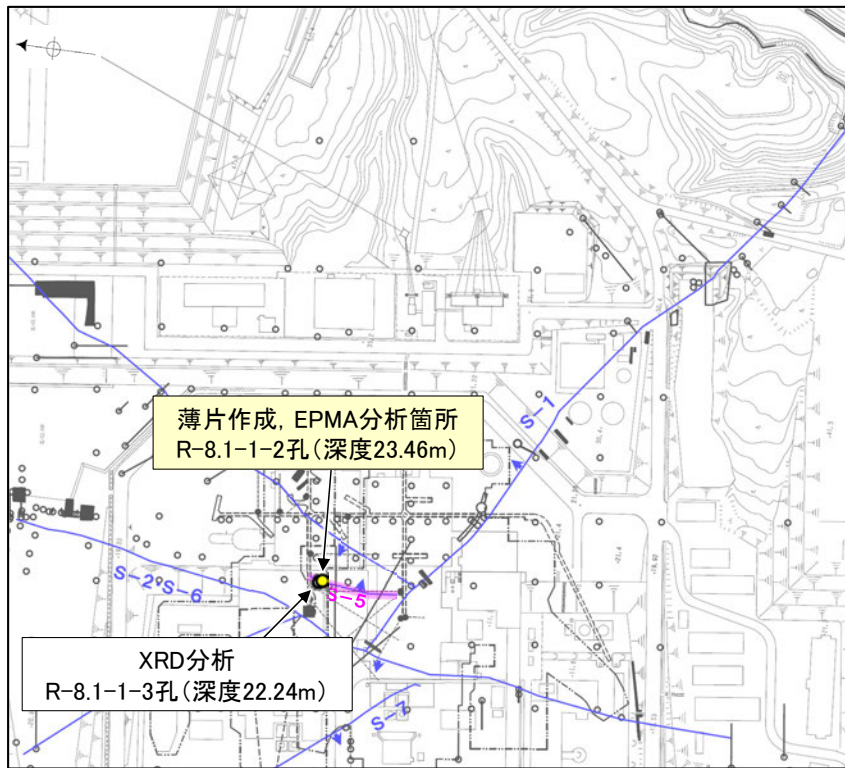 S-1
薄片作成，EPMA分析箇所
R-8.1-1-2孔（深度23.46m）
S-2･S-6
S-5
XRD分析
R-8.1-1-3孔（深度22.24m）
S-7